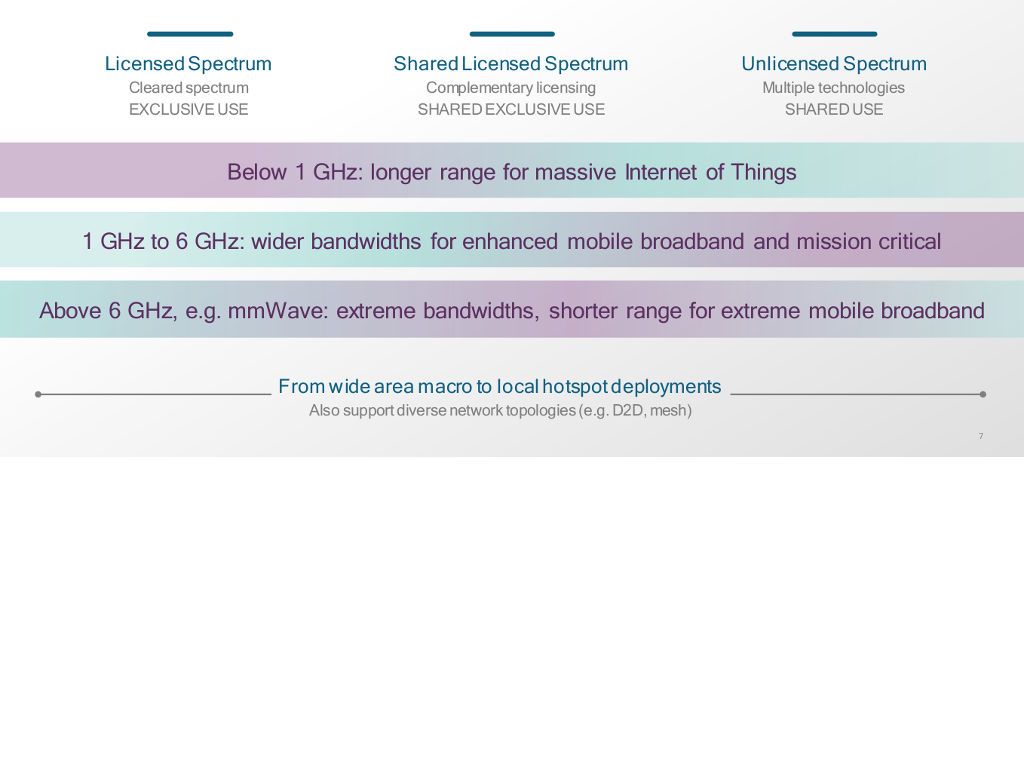 Licensed Spectrum
Cleared spectrum
EXCLUSIVE USE
Shared Licensed Spectrum
Complementary licensing
SHARED EXCLUSIVE USE
Unlicensed Spectrum
Multiple technologies
SHARED USE
Below 1 GHz: longer range for massive Internet of Things
1 GHz to 6 GHz: wider bandwidths for enhanced mobile broadband and mission critical
Above 6 GHz, e.g. mmWave: extreme bandwidths, shorter range for extreme mobile broadband
From wide area macro to local hotspot deployments
Also support diverse network topologies (e.g. D2D, mesh)
7